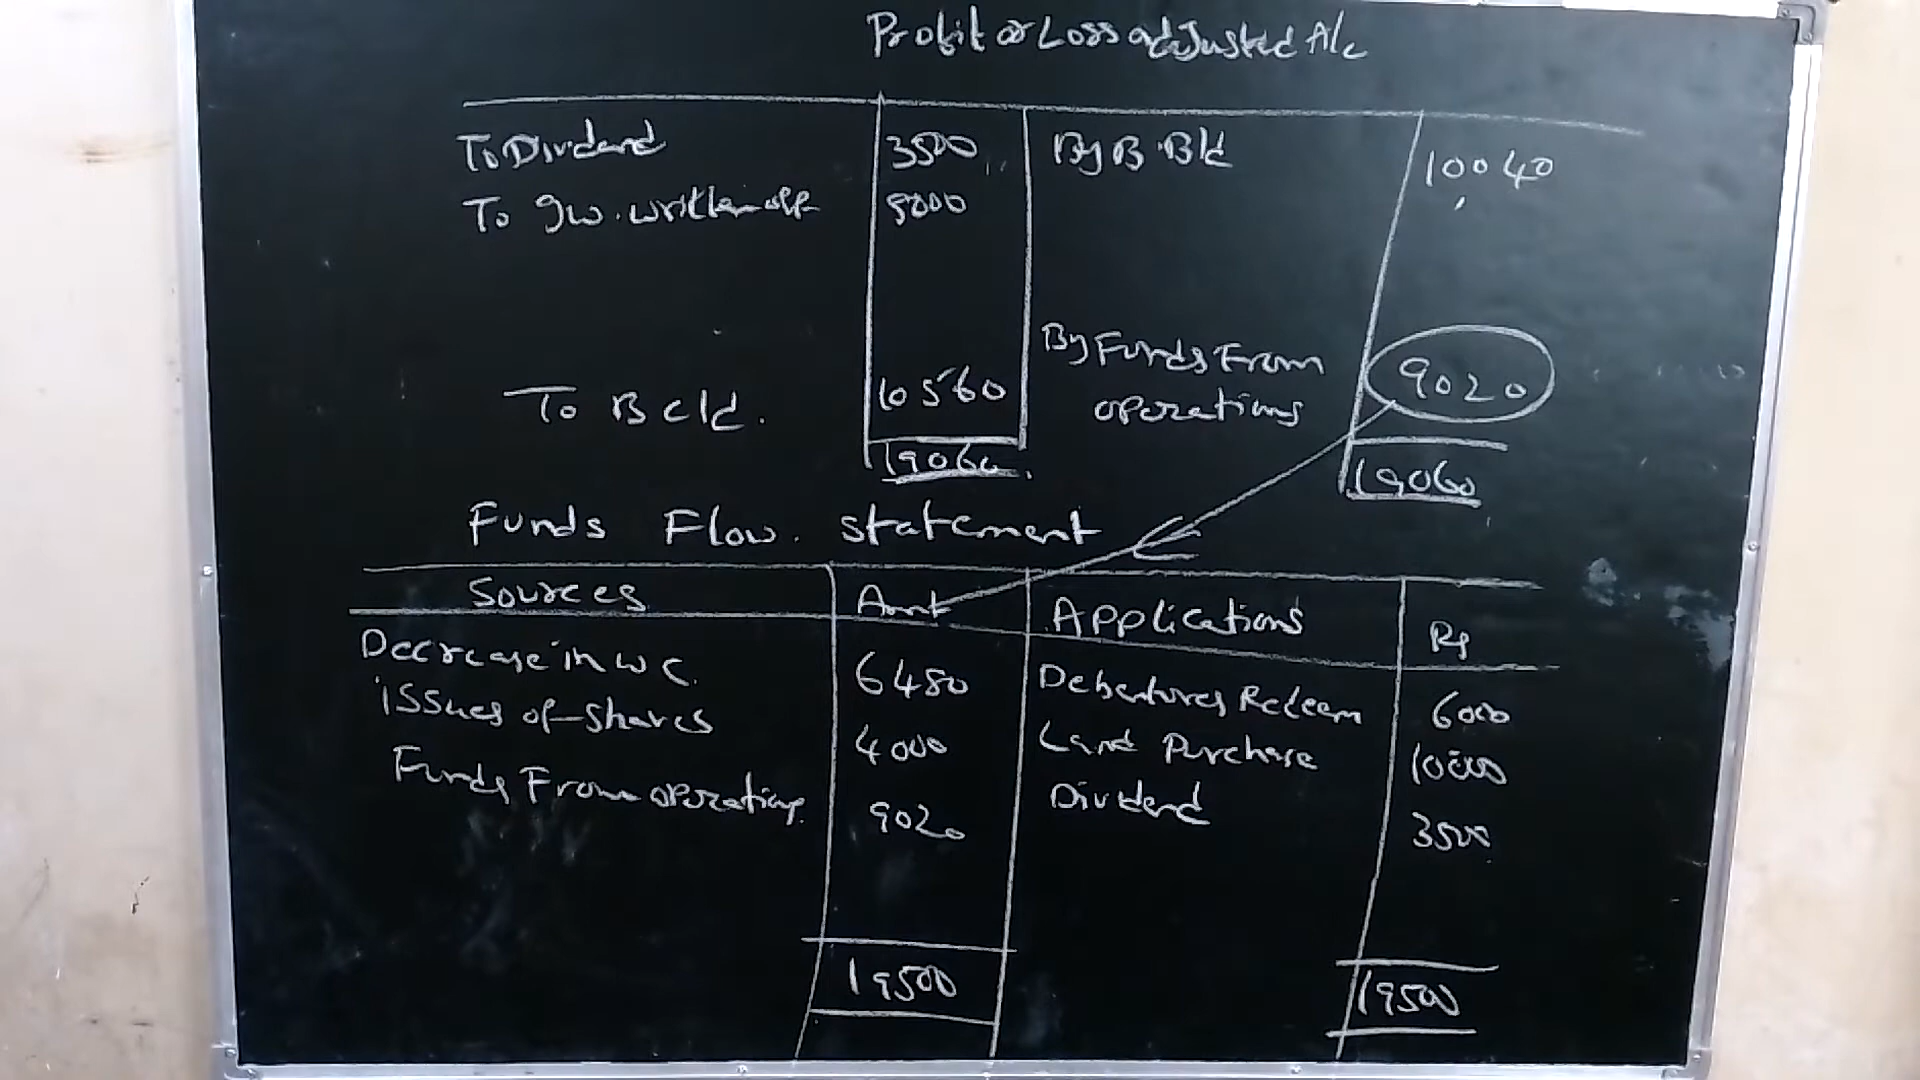 Profit or Loss adjusted A/c
To Dividend 3500 By B.B/d 10040
To gw.written off 5000
By Funds From operations 9020
To B c/d. 10560
19060 19060
Funds Flow. statement
Sources Amt Applications Rs
Decrease in w c. 6480 Debentures Redeem 6000
issues of shares 4000 Land Purchase 10000
Funds From operations. 9020 Dividend 3500
19500 19500